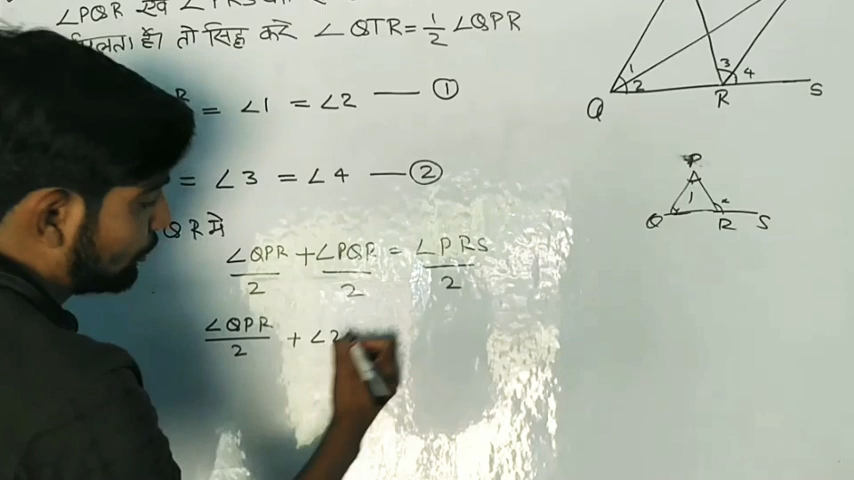 ∠PQR एवं
मिलता है। तो सिद्ध करे ∠QTR = 1/2 ∠QPR
= ∠1 = ∠2 — ①
= ∠3 = ∠4 — ②
QR में
∠QPR/2 + ∠PQR/2 = ∠PRS/2
∠QPR/2 + ∠2
1 2 3 4
Q R S
P
1
Q R S